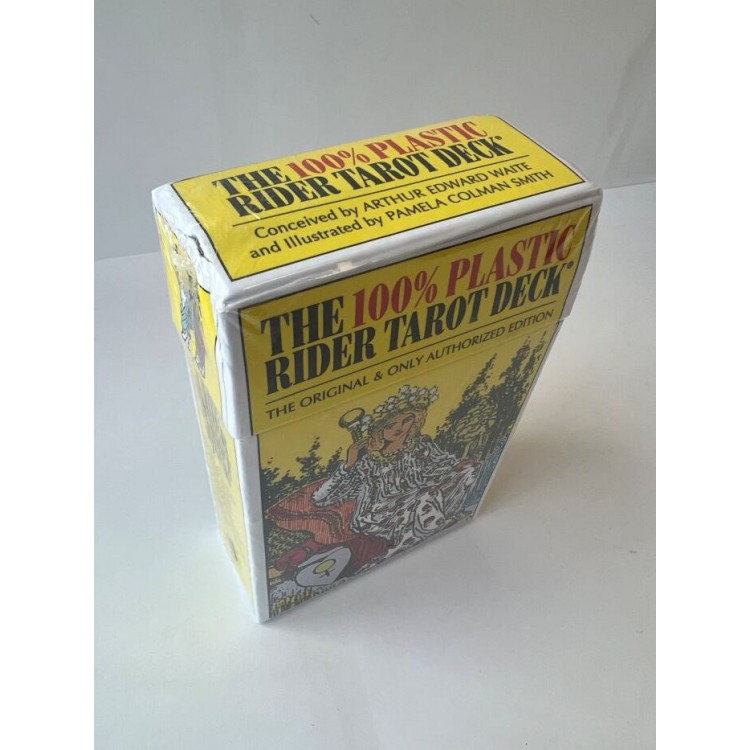 THE 100% PLASTIC
RIDER TAROT DECK®
Conceived by ARTHUR EDWARD WAITE
and Illustrated by PAMELA COLMAN SMITH
THE 100% PLASTIC
RIDER TAROT DECK®
THE ORIGINAL & ONLY AUTHORIZED EDITION